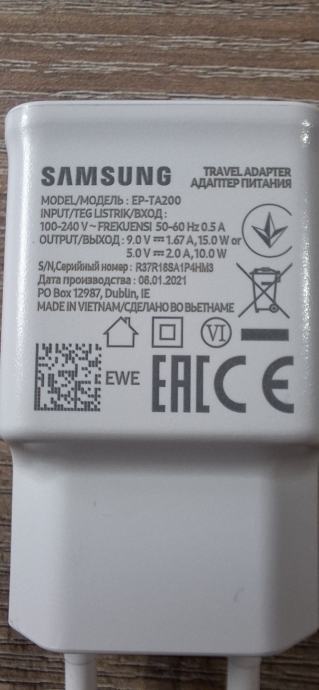 SAMSUNG
TRAVEL ADAPTER
АДАПТЕР ПИТАНИЯ
MODEL/МОДЕЛЬ : EP-TA200
INPUT/TEG LISTRIK/ВХОД :
100-240 V~FREKUENSI 50-60 Hz 0.5 A
OUTPUT/ВЫХОД : 9.0 V⎓1.67 A, 15.0 W or
5.0 V⎓2.0 A, 10.0 W
S/N,Серийный номер : R37R18SA1P4HM3
Дата производства : 08.01.2021
PO Box 12987, Dublin, IE
MADE IN VIETNAM/СДЕЛАНО ВО ВЬЕТНАМЕ
VI
EWE
EAC CE